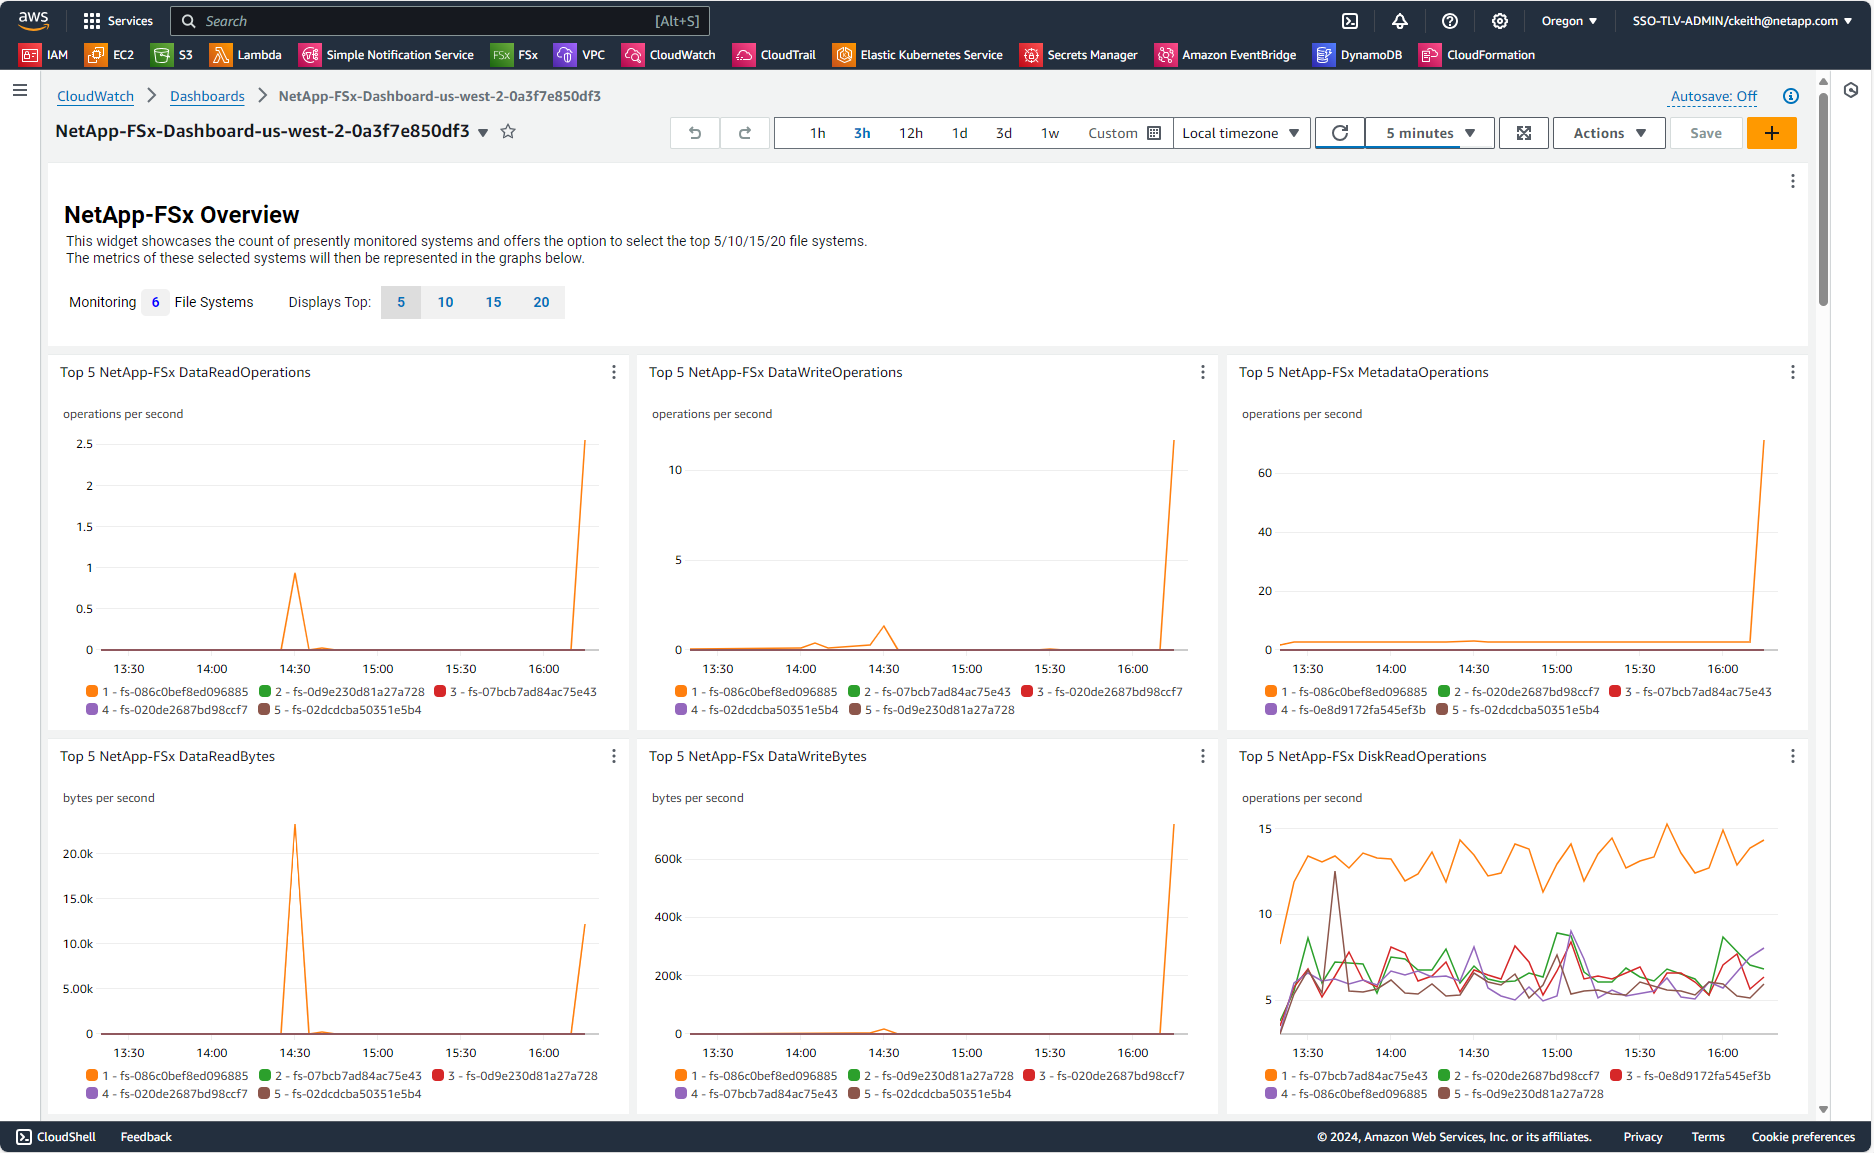 aws Services Search [Alt+S] Oregon SSO-TLV-ADMIN/ckeith@netapp.com
IAM EC2 S3 Lambda Simple Notification Service FSx FSx VPC CloudWatch CloudTrail Elastic Kubernetes Service Secrets Manager Amazon EventBridge DynamoDB CloudFormation
CloudWatch Dashboards NetApp-FSx-Dashboard-us-west-2-0a3f7e850df3 Autosave: Off
NetApp-FSx-Dashboard-us-west-2-0a3f7e850df3 1h 3h 12h 1d 3d 1w Custom Local timezone 5 minutes Actions Save
NetApp-FSx Overview
This widget showcases the count of presently monitored systems and offers the option to select the top 5/10/15/20 file systems.
The metrics of these selected systems will then be represented in the graphs below.
Monitoring 6 File Systems Displays Top: 5 10 15 20
Top 5 NetApp-FSx DataReadOperations
operations per second
2.5
2
1.5
1
0.5
0
13:30 14:00 14:30 15:00 15:30 16:00
1 - fs-086c0bef8ed096885 2 - fs-0d9e230d81a27a728 3 - fs-07bcb7ad84ac75e43
4 - fs-020de2687bd98ccf7 5 - fs-02dcdcba50351e5b4
Top 5 NetApp-FSx DataWriteOperations
operations per second
10
5
0
13:30 14:00 14:30 15:00 15:30 16:00
1 - fs-086c0bef8ed096885 2 - fs-07bcb7ad84ac75e43 3 - fs-020de2687bd98ccf7
4 - fs-02dcdcba50351e5b4 5 - fs-0d9e230d81a27a728
Top 5 NetApp-FSx MetadataOperations
operations per second
60
40
20
0
13:30 14:00 14:30 15:00 15:30 16:00
1 - fs-086c0bef8ed096885 2 - fs-020de2687bd98ccf7 3 - fs-07bcb7ad84ac75e43
4 - fs-0e8d9172fa545ef3b 5 - fs-02dcdcba50351e5b4
Top 5 NetApp-FSx DataReadBytes
bytes per second
20.0k
15.0k
10.0k
5.00k
0
13:30 14:00 14:30 15:00 15:30 16:00
1 - fs-086c0bef8ed096885 2 - fs-07bcb7ad84ac75e43 3 - fs-0d9e230d81a27a728
4 - fs-020de2687bd98ccf7 5 - fs-02dcdcba50351e5b4
Top 5 NetApp-FSx DataWriteBytes
bytes per second
600k
400k
200k
0
13:30 14:00 14:30 15:00 15:30 16:00
1 - fs-086c0bef8ed096885 2 - fs-0d9e230d81a27a728 3 - fs-020de2687bd98ccf7
4 - fs-07bcb7ad84ac75e43 5 - fs-02dcdcba50351e5b4
Top 5 NetApp-FSx DiskReadOperations
operations per second
15
10
5
13:30 14:00 14:30 15:00 15:30 16:00
1 - fs-07bcb7ad84ac75e43 2 - fs-020de2687bd98ccf7 3 - fs-0e8d9172fa545ef3b
4 - fs-086c0bef8ed096885 5 - fs-0d9e230d81a27a728
CloudShell Feedback © 2024, Amazon Web Services, Inc. or its affiliates. Privacy Terms Cookie preferences